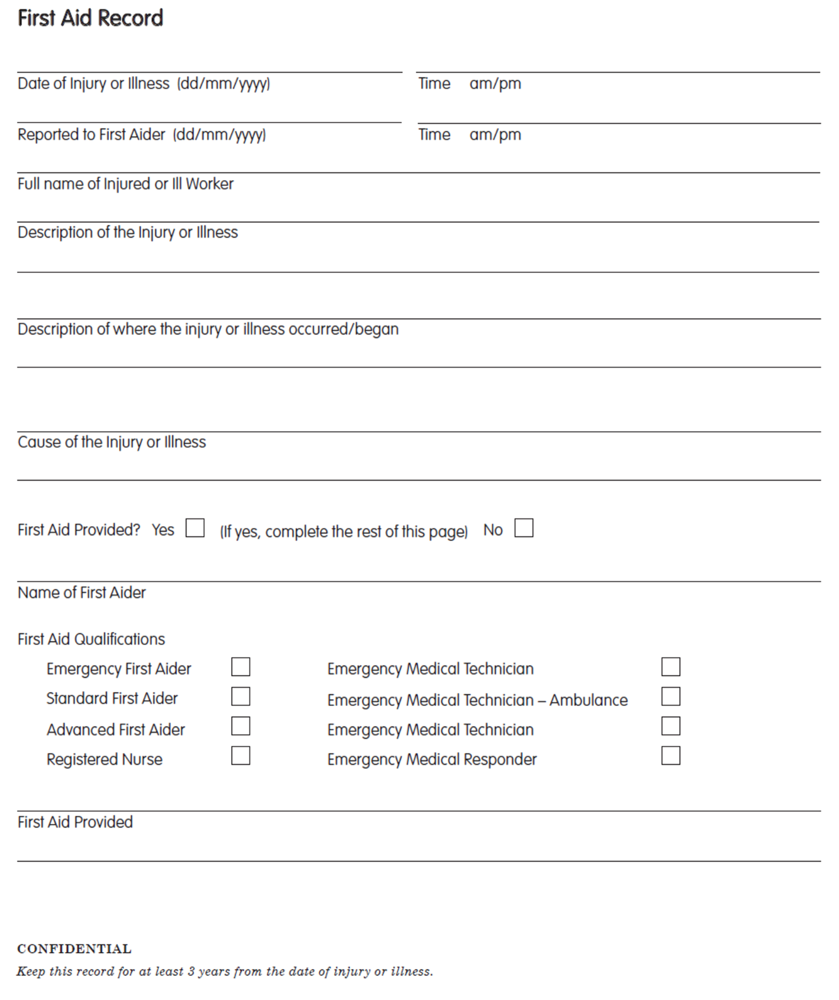 First Aid Record
Date of Injury or Illness (dd/mm/yyyy) Time am/pm
Reported to First Aider (dd/mm/yyyy) Time am/pm
Full name of Injured or Ill Worker
Description of the Injury or Illness
Description of where the injury or illness occurred/began
Cause of the Injury or Illness
First Aid Provided? Yes (If yes, complete the rest of this page) No
Name of First Aider
First Aid Qualifications
Emergency First Aider Emergency Medical Technician
Standard First Aider Emergency Medical Technician – Ambulance
Advanced First Aider Emergency Medical Technician
Registered Nurse Emergency Medical Responder
First Aid Provided
CONFIDENTIAL
Keep this record for at least 3 years from the date of injury or illness.